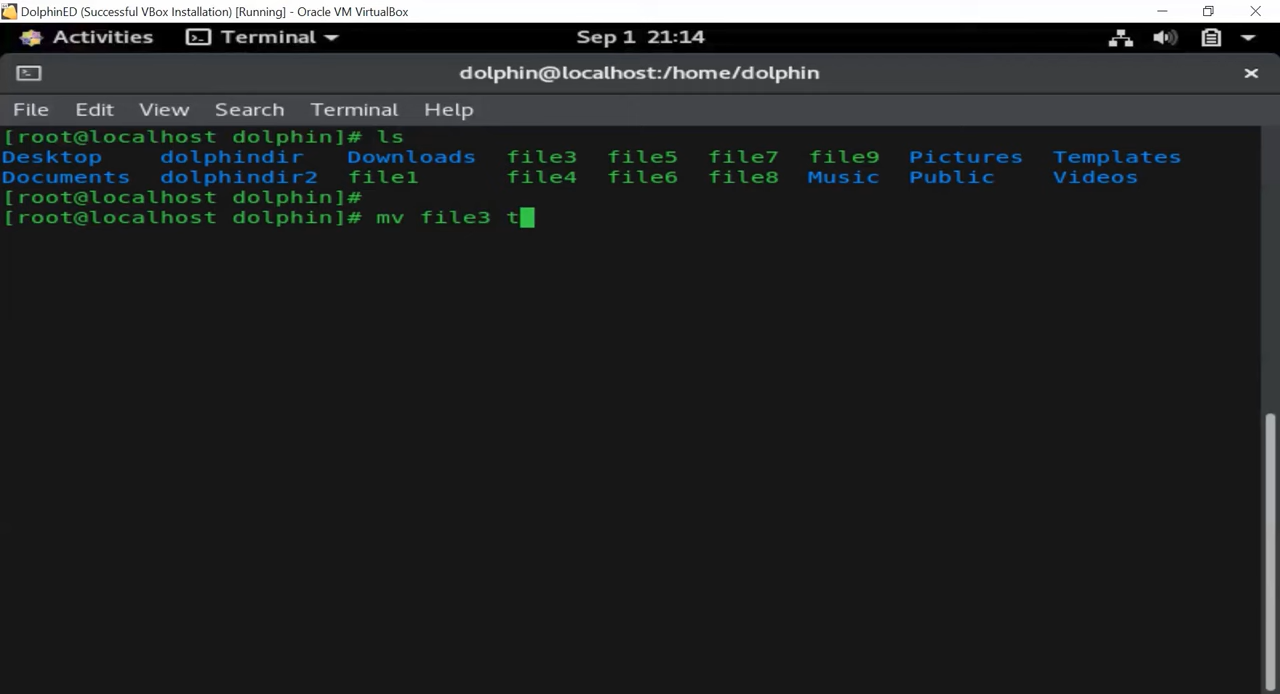 DolphinED (Successful VBox Installation) [Running] - Oracle VM VirtualBox
Activities Terminal Sep 1 21:14
dolphin@localhost:/home/dolphin
File Edit View Search Terminal Help
[root@localhost dolphin]# ls
Desktop dolphindir Downloads file3 file5 file7 file9 Pictures Templates
Documents dolphindir2 file1 file4 file6 file8 Music Public Videos
[root@localhost dolphin]#
[root@localhost dolphin]# mv file3 t